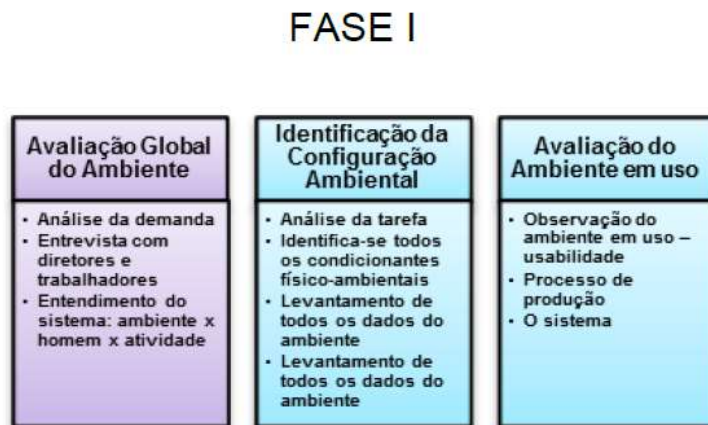 FASE I
Avaliação Global
do Ambiente
• Análise da demanda
• Entrevista com
diretores e
trabalhadores
• Entendimento do
sistema: ambiente x
homem x atividade
Identificação da
Configuração
Ambiental
• Análise da tarefa
• Identifica-se todos
os condicionantes
físico-ambientais
• Levantamento de
todos os dados do
ambiente
• Levantamento de
todos os dados do
ambiente
Avaliação do
Ambiente em uso
• Observação do
ambiente em uso –
usabilidade
• Processo de
produção
• O sistema